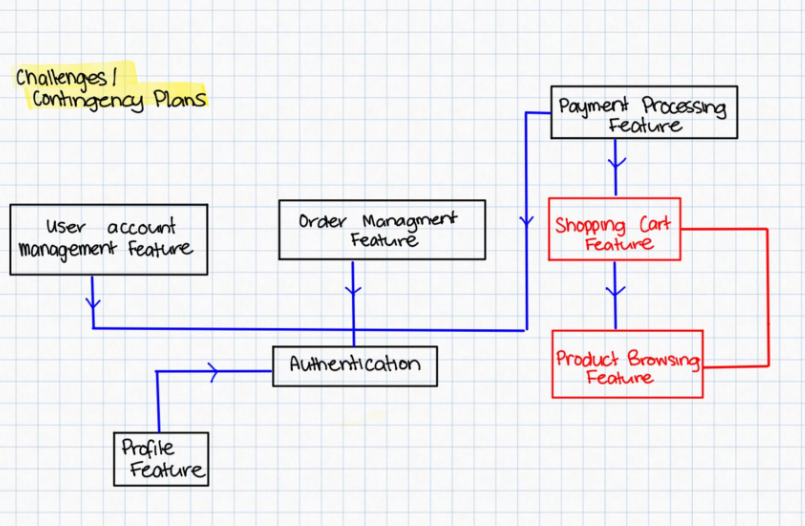 Challenges/
Contingency Plans
Payment Processing
Feature
User account
management feature
Order Managment
Feature
Shopping Cart
Feature
Authentication
Product Browsing
Feature
Profile
Feature